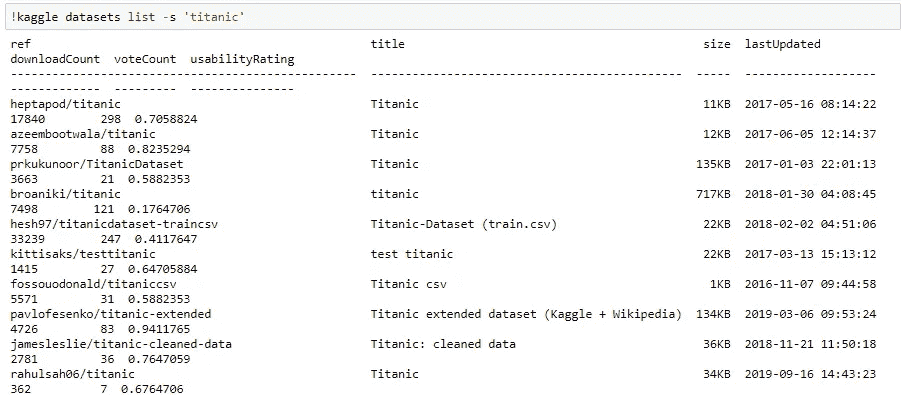 !kaggle datasets list -s 'titanic'
ref                                                title                                          size  lastUpdated
downloadCount  voteCount  usabilityRating
------------------------------------------------  ---------------------------------------------  -----  -------------------
-------------  ---------  ---------------
heptapod/titanic                                   Titanic                                        11KB  2017-05-16 08:14:22
17840        298  0.7058824
azeembootwala/titanic                              Titanic                                        12KB  2017-06-05 12:14:37
7758         88  0.8235294
prkukunoor/TitanicDataset                          Titanic                                       135KB  2017-01-03 22:01:13
3663         21  0.5882353
broaniki/titanic                                   titanic                                       717KB  2018-01-30 04:08:45
7498        121  0.1764706
hesh97/titanicdataset-traincsv                     Titanic-Dataset (train.csv)                    22KB  2018-02-02 04:51:06
33239        247  0.4117647
kittisaks/testtitanic                              test titanic                                   22KB  2017-03-13 15:13:12
1415         27  0.64705884
fossouodonald/titaniccsv                           Titanic csv                                     1KB  2016-11-07 09:44:58
5571         31  0.5882353
pavlofesenko/titanic-extended                      Titanic extended dataset (Kaggle + Wikipedia)  134KB  2019-03-06 09:53:24
4726         83  0.9411765
jamesleslie/titanic-cleaned-data                   Titanic: cleaned data                          36KB  2018-11-21 11:50:18
2781         36  0.7647059
rahulsah06/titanic                                 Titanic                                        34KB  2019-09-16 14:43:23
362          7  0.6764706